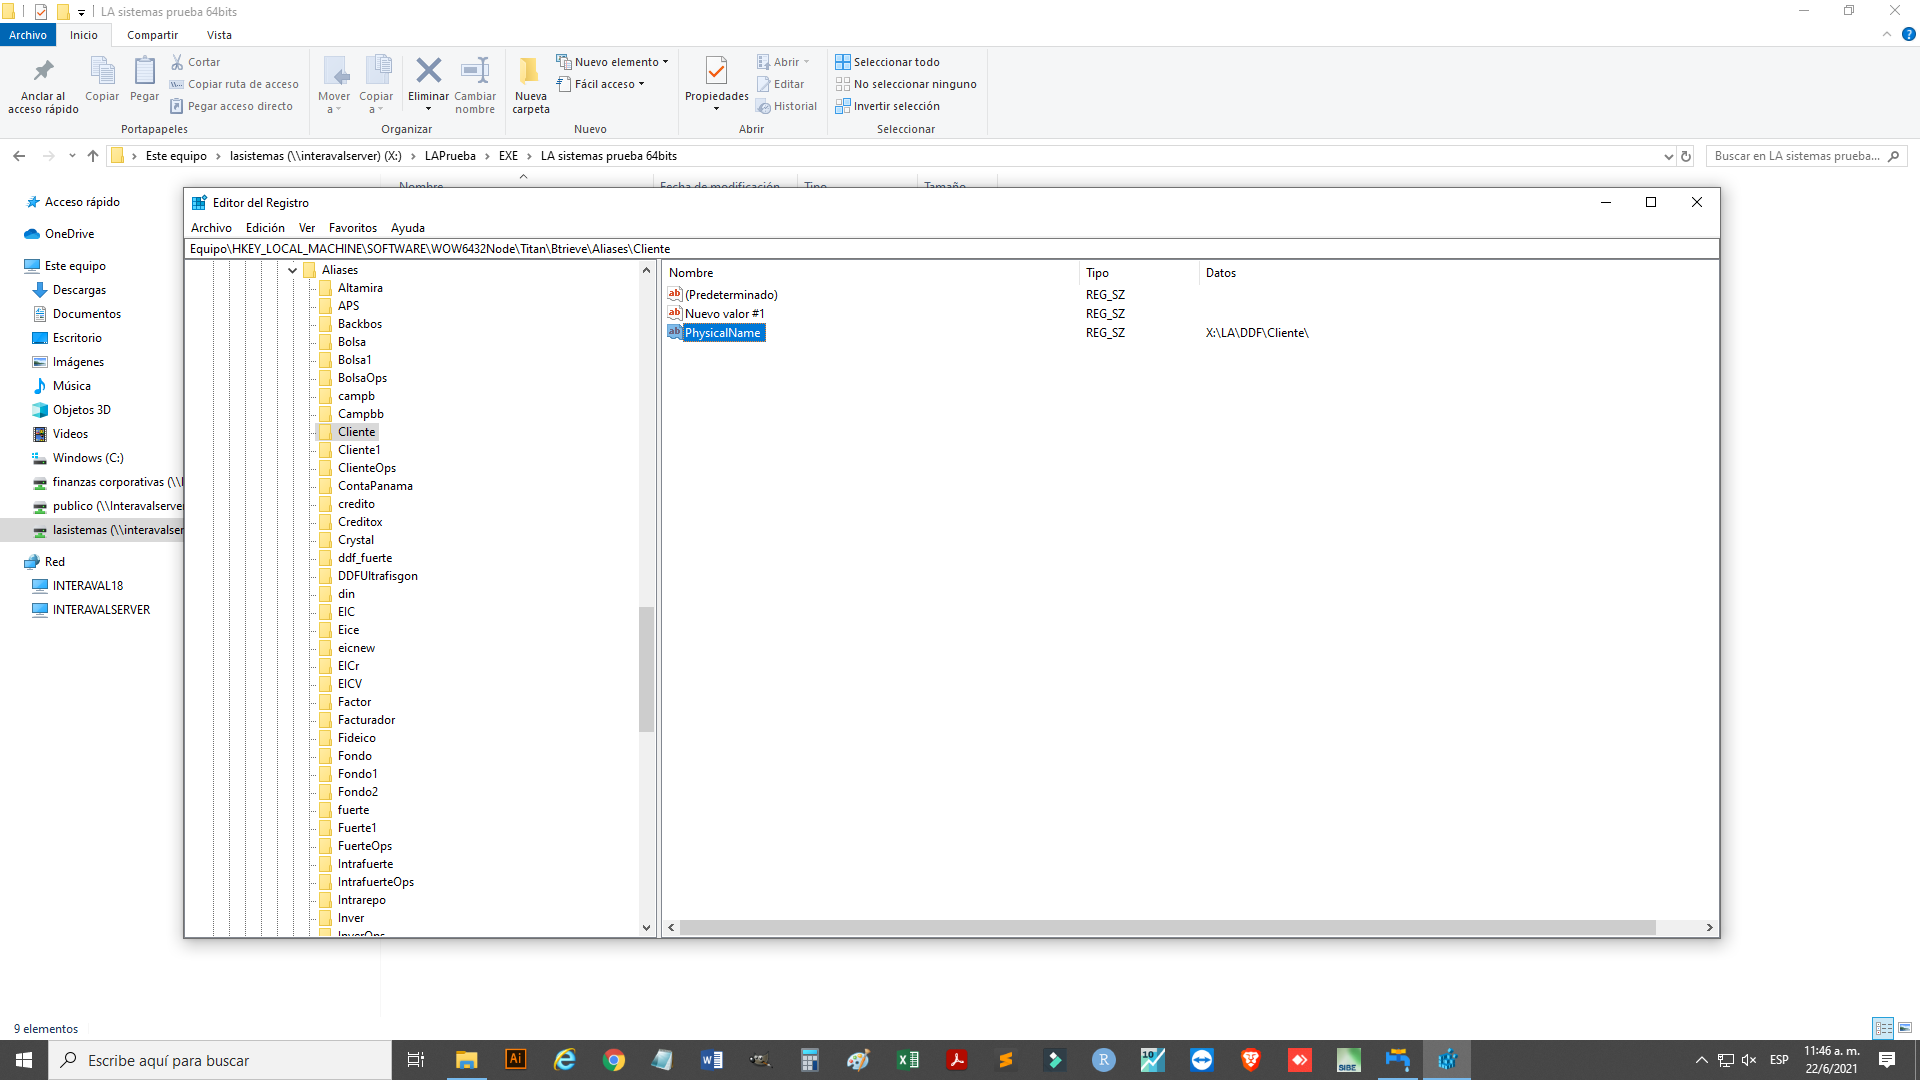 LA sistemas prueba 64bits
Archivo Inicio Compartir Vista
Anclar al acceso rápido
Copiar
Pegar
Cortar
Copiar ruta de acceso
Pegar acceso directo
Portapapeles
Mover a
Copiar a
Eliminar
Cambiar nombre
Organizar
Nueva carpeta
Nuevo elemento
Fácil acceso
Nuevo
Propiedades
Abrir
Editar
Historial
Abrir
Seleccionar todo
No seleccionar ninguno
Invertir selección
Seleccionar
Este equipo > lasistemas (\\interavalserver) (X:) > LAPrueba > EXE > LA sistemas prueba 64bits
Buscar en LA sistemas prueba...
Nombre Fecha de modificación Tipo Tamaño
Acceso rápido
OneDrive
Este equipo
Descargas
Documentos
Escritorio
Imágenes
Música
Objetos 3D
Videos
Windows (C:)
finanzas corporativas (\\
publico (\\Interavalserver
lasistemas (\\interavalser
Red
INTERAVAL18
INTERAVALSERVER
Editor del Registro
Archivo Edición Ver Favoritos Ayuda
Equipo\HKEY_LOCAL_MACHINE\SOFTWARE\WOW6432Node\Titan\Btrieve\Aliases\Cliente
Aliases
Altamira
APS
Backbos
Bolsa
Bolsa1
BolsaOps
campb
Campbb
Cliente
Cliente1
ClienteOps
ContaPanama
credito
Creditox
Crystal
ddf_fuerte
DDFUltrafisgon
din
EIC
Eice
eicnew
EICr
EICV
Factor
Facturador
Fideico
Fondo
Fondo1
Fondo2
fuerte
Fuerte1
FuerteOps
Intrafuerte
IntrafuerteOps
Intrarepo
Inver
InverOps
Nombre Tipo Datos
(Predeterminado) REG_SZ
Nuevo valor #1 REG_SZ
PhysicalName REG_SZ X:\LA\DDF\Cliente\
9 elementos
Escribe aquí para buscar
Ai
R
10
SIBE
ESP
11:46 a. m.
22/6/2021